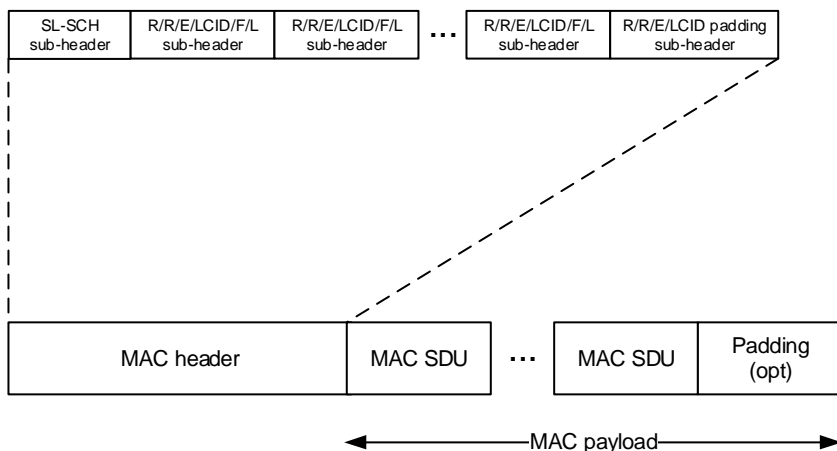 SL-SCH
sub-header
R/R/E/LCID/F/L
sub-header
R/R/E/LCID/F/L
sub-header
...
R/R/E/LCID/F/L
sub-header
R/R/E/LCID padding
sub-header
MAC header
MAC SDU
...
MAC SDU
Padding
(opt)
MAC payload